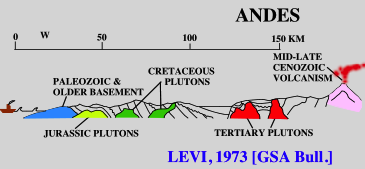 ANDES
0 W 50 100 150 KM
MID-LATE
CENOZOIC
VOLCANISM
CRETACEOUS
PLUTONS
PALEOZOIC &
OLDER BASEMENT
JURASSIC PLUTONS
TERTIARY PLUTONS
LEVI, 1973 [GSA Bull.]